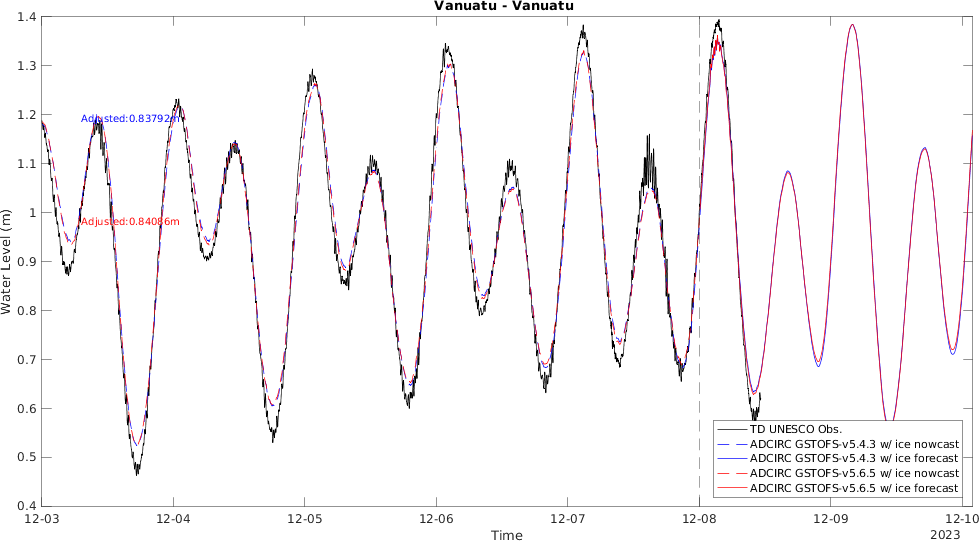 Vanuatu - Vanuatu
1.4
1.3
1.2
1.1
1
0.9
0.8
0.7
0.6
0.5
0.4
Water Level (m)
Adjusted:0.83792m
Adjusted:0.84086m
TD UNESCO Obs.
ADCIRC GSTOFS-v5.4.3 w/ ice nowcast
ADCIRC GSTOFS-v5.4.3 w/ ice forecast
ADCIRC GSTOFS-v5.6.5 w/ ice nowcast
ADCIRC GSTOFS-v5.6.5 w/ ice forecast
12-03 12-04 12-05 12-06 12-07 12-08 12-09 12-10
Time
2023